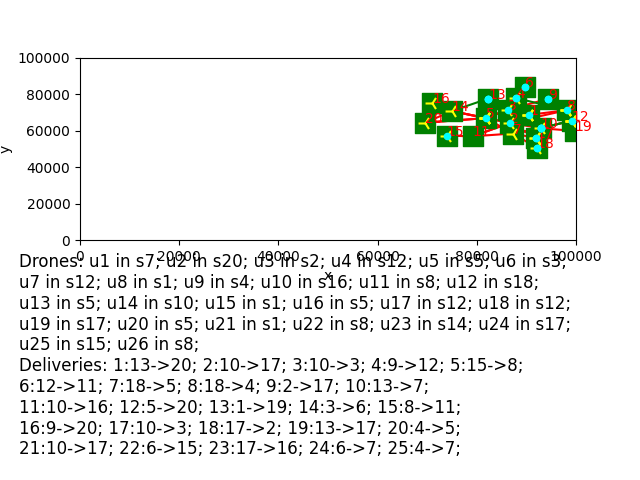 100000
80000
60000
40000
20000
0
y
0 20000 40000 60000 80000 100000
x
12
19
Drones: u1 in s7; u2 in s20; u3 in s2; u4 in s12; u5 in s5; u6 in s3;
u7 in s12; u8 in s1; u9 in s4; u10 in s16; u11 in s8; u12 in s18;
u13 in s5; u14 in s10; u15 in s1; u16 in s5; u17 in s12; u18 in s12;
u19 in s17; u20 in s5; u21 in s1; u22 in s8; u23 in s14; u24 in s17;
u25 in s15; u26 in s8;
Deliveries: 1:13->20; 2:10->17; 3:10->3; 4:9->12; 5:15->8;
6:12->11; 7:18->5; 8:18->4; 9:2->17; 10:13->7;
11:10->16; 12:5->20; 13:1->19; 14:3->6; 15:8->11;
16:9->20; 17:10->3; 18:17->2; 19:13->17; 20:4->5;
21:10->17; 22:6->15; 23:17->16; 24:6->7; 25:4->7;